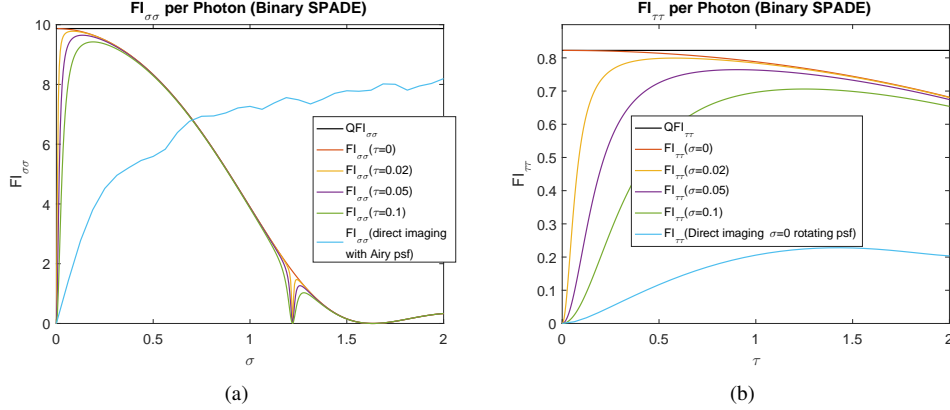 FI_σσ per Photon (Binary SPADE)
10
8
6
4
2
0
FI_σσ
QFI_σσ
FI_σσ(τ=0)
FI_σσ(τ=0.02)
FI_σσ(τ=0.05)
FI_σσ(τ=0.1)
FI_σσ(direct imaging
with Airy psf)
0 0.5 1 1.5 2
σ
(a)
FI_ττ per Photon (Binary SPADE)
0.8
0.7
0.6
0.5
0.4
0.3
0.2
0.1
0
FI_ττ
QFI_ττ
FI_ττ(σ=0)
FI_ττ(σ=0.02)
FI_ττ(σ=0.05)
FI_ττ(σ=0.1)
FI_ττ(Direct imaging σ=0 rotating psf)
0 0.5 1 1.5 2
τ
(b)